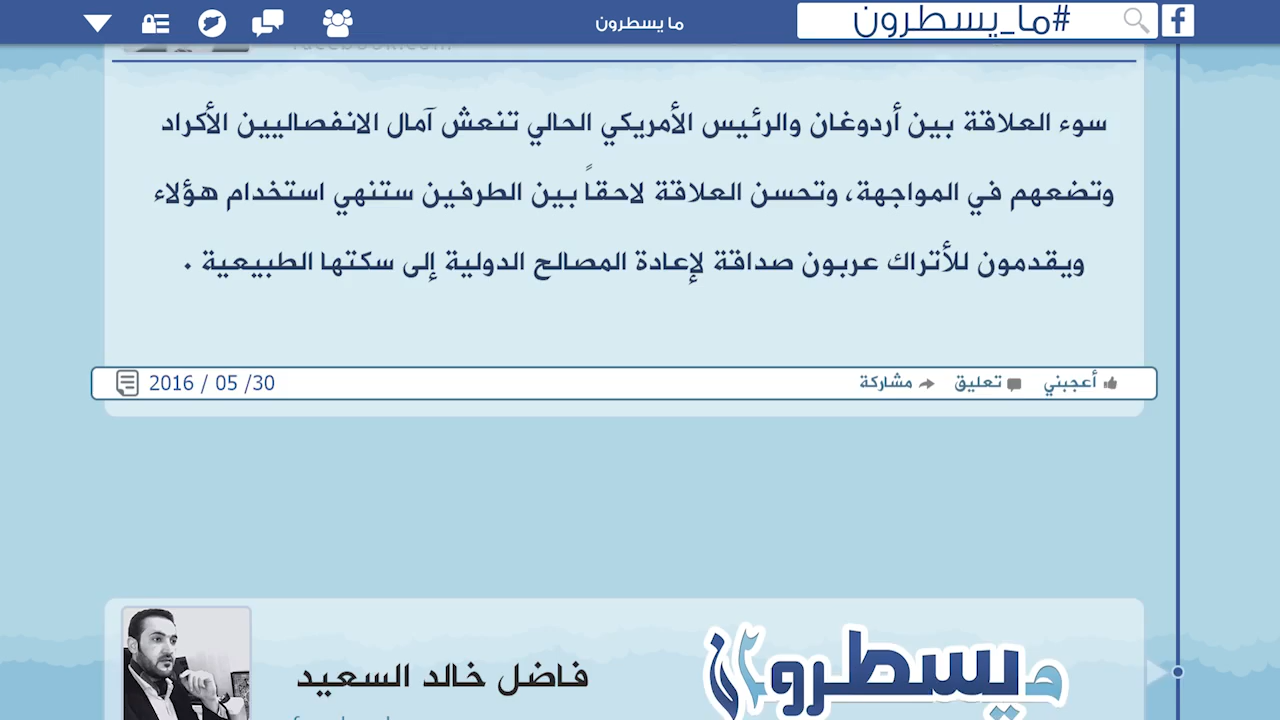 #ما_يسطرون
ما يسطرون
سوء العلاقة بين أردوغان والرئيس الأمريكي الحالي تنعش آمال الانفصاليين الأكراد
وتضعهم في المواجهة، وتحسن العلاقة لاحقاً بين الطرفين ستنهي استخدام هؤلاء
ويقدمون للأتراك عربون صداقة لإعادة المصالح الدولية إلى سكتها الطبيعية .
أعجبني تعليق مشاركة
2016 / 05 /30
فاضل خالد السعيد